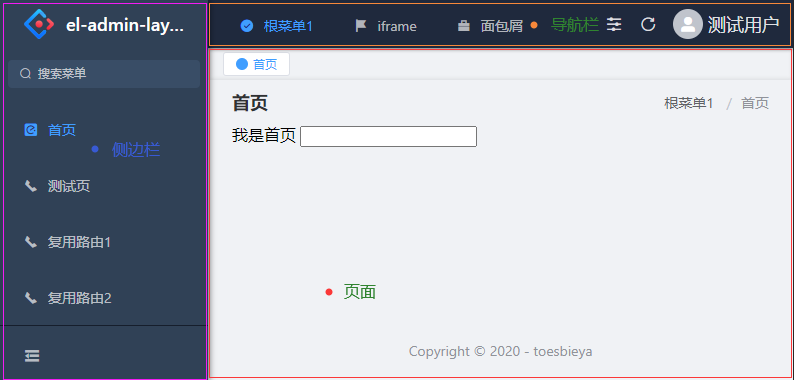 el-admin-lay...
根菜单1
iframe
面包屑
导航栏
测试用户
搜索菜单
首页
首页
首页
根菜单1 / 首页
我是首页
侧边栏
测试页
复用路由1
复用路由2
页面
Copyright © 2020 - toesbieya